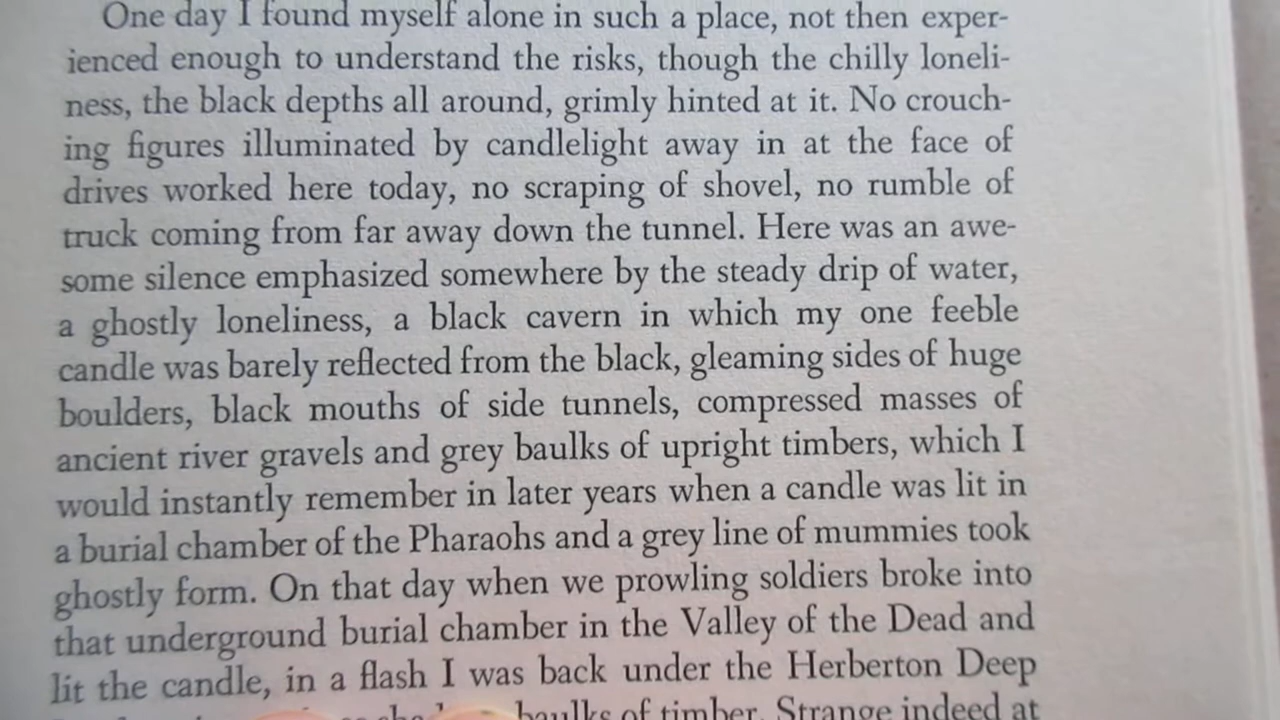 One day I found myself alone in such a place, not then exper-
ienced enough to understand the risks, though the chilly loneli-
ness, the black depths all around, grimly hinted at it. No crouch-
ing figures illuminated by candlelight away in at the face of
drives worked here today, no scraping of shovel, no rumble of
truck coming from far away down the tunnel. Here was an awe-
some silence emphasized somewhere by the steady drip of water,
a ghostly loneliness, a black cavern in which my one feeble
candle was barely reflected from the black, gleaming sides of huge
boulders, black mouths of side tunnels, compressed masses of
ancient river gravels and grey baulks of upright timbers, which I
would instantly remember in later years when a candle was lit in
a burial chamber of the Pharaohs and a grey line of mummies took
ghostly form. On that day when we prowling soldiers broke into
that underground burial chamber in the Valley of the Dead and
lit the candle, in a flash I was back under the Herberton Deep
baulks of timber. Strange indeed at